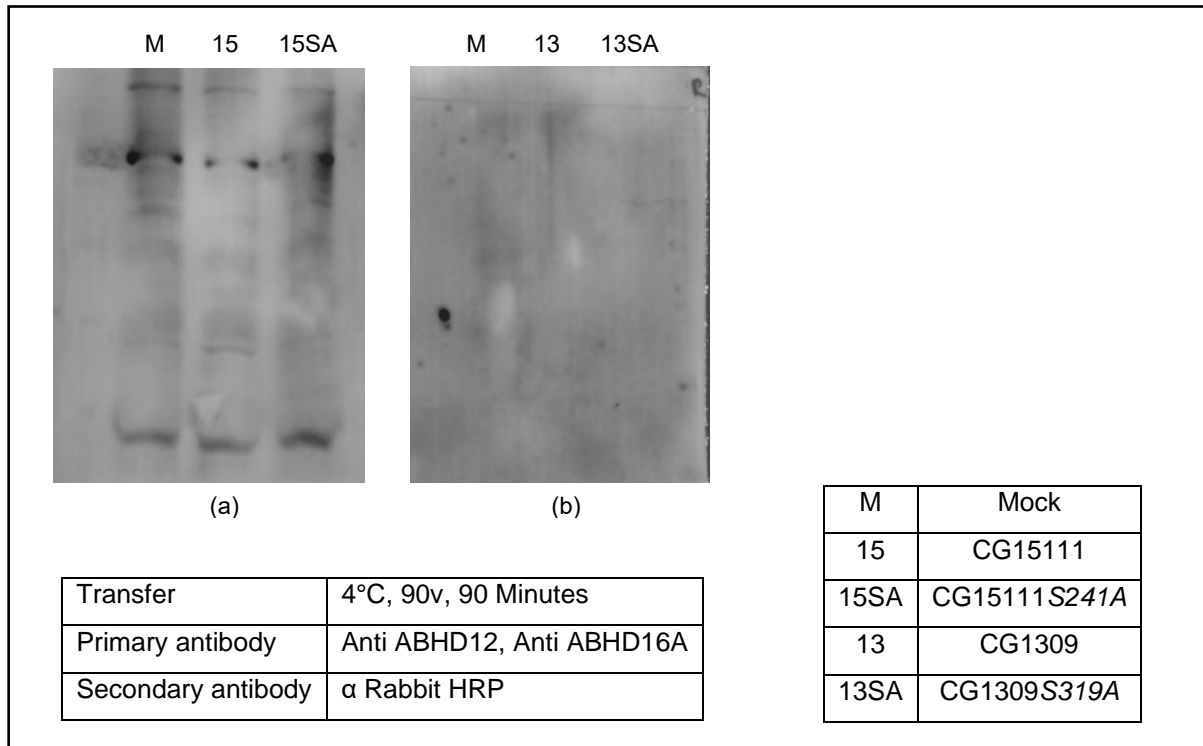 M 15 15SA
M 13 13SA
R
(a)
(b)
Transfer 4°C, 90v, 90 Minutes
Primary antibody Anti ABHD12, Anti ABHD16A
Secondary antibody α Rabbit HRP
M Mock
15 CG15111
15SA CG15111S241A
13 CG1309
13SA CG1309S319A